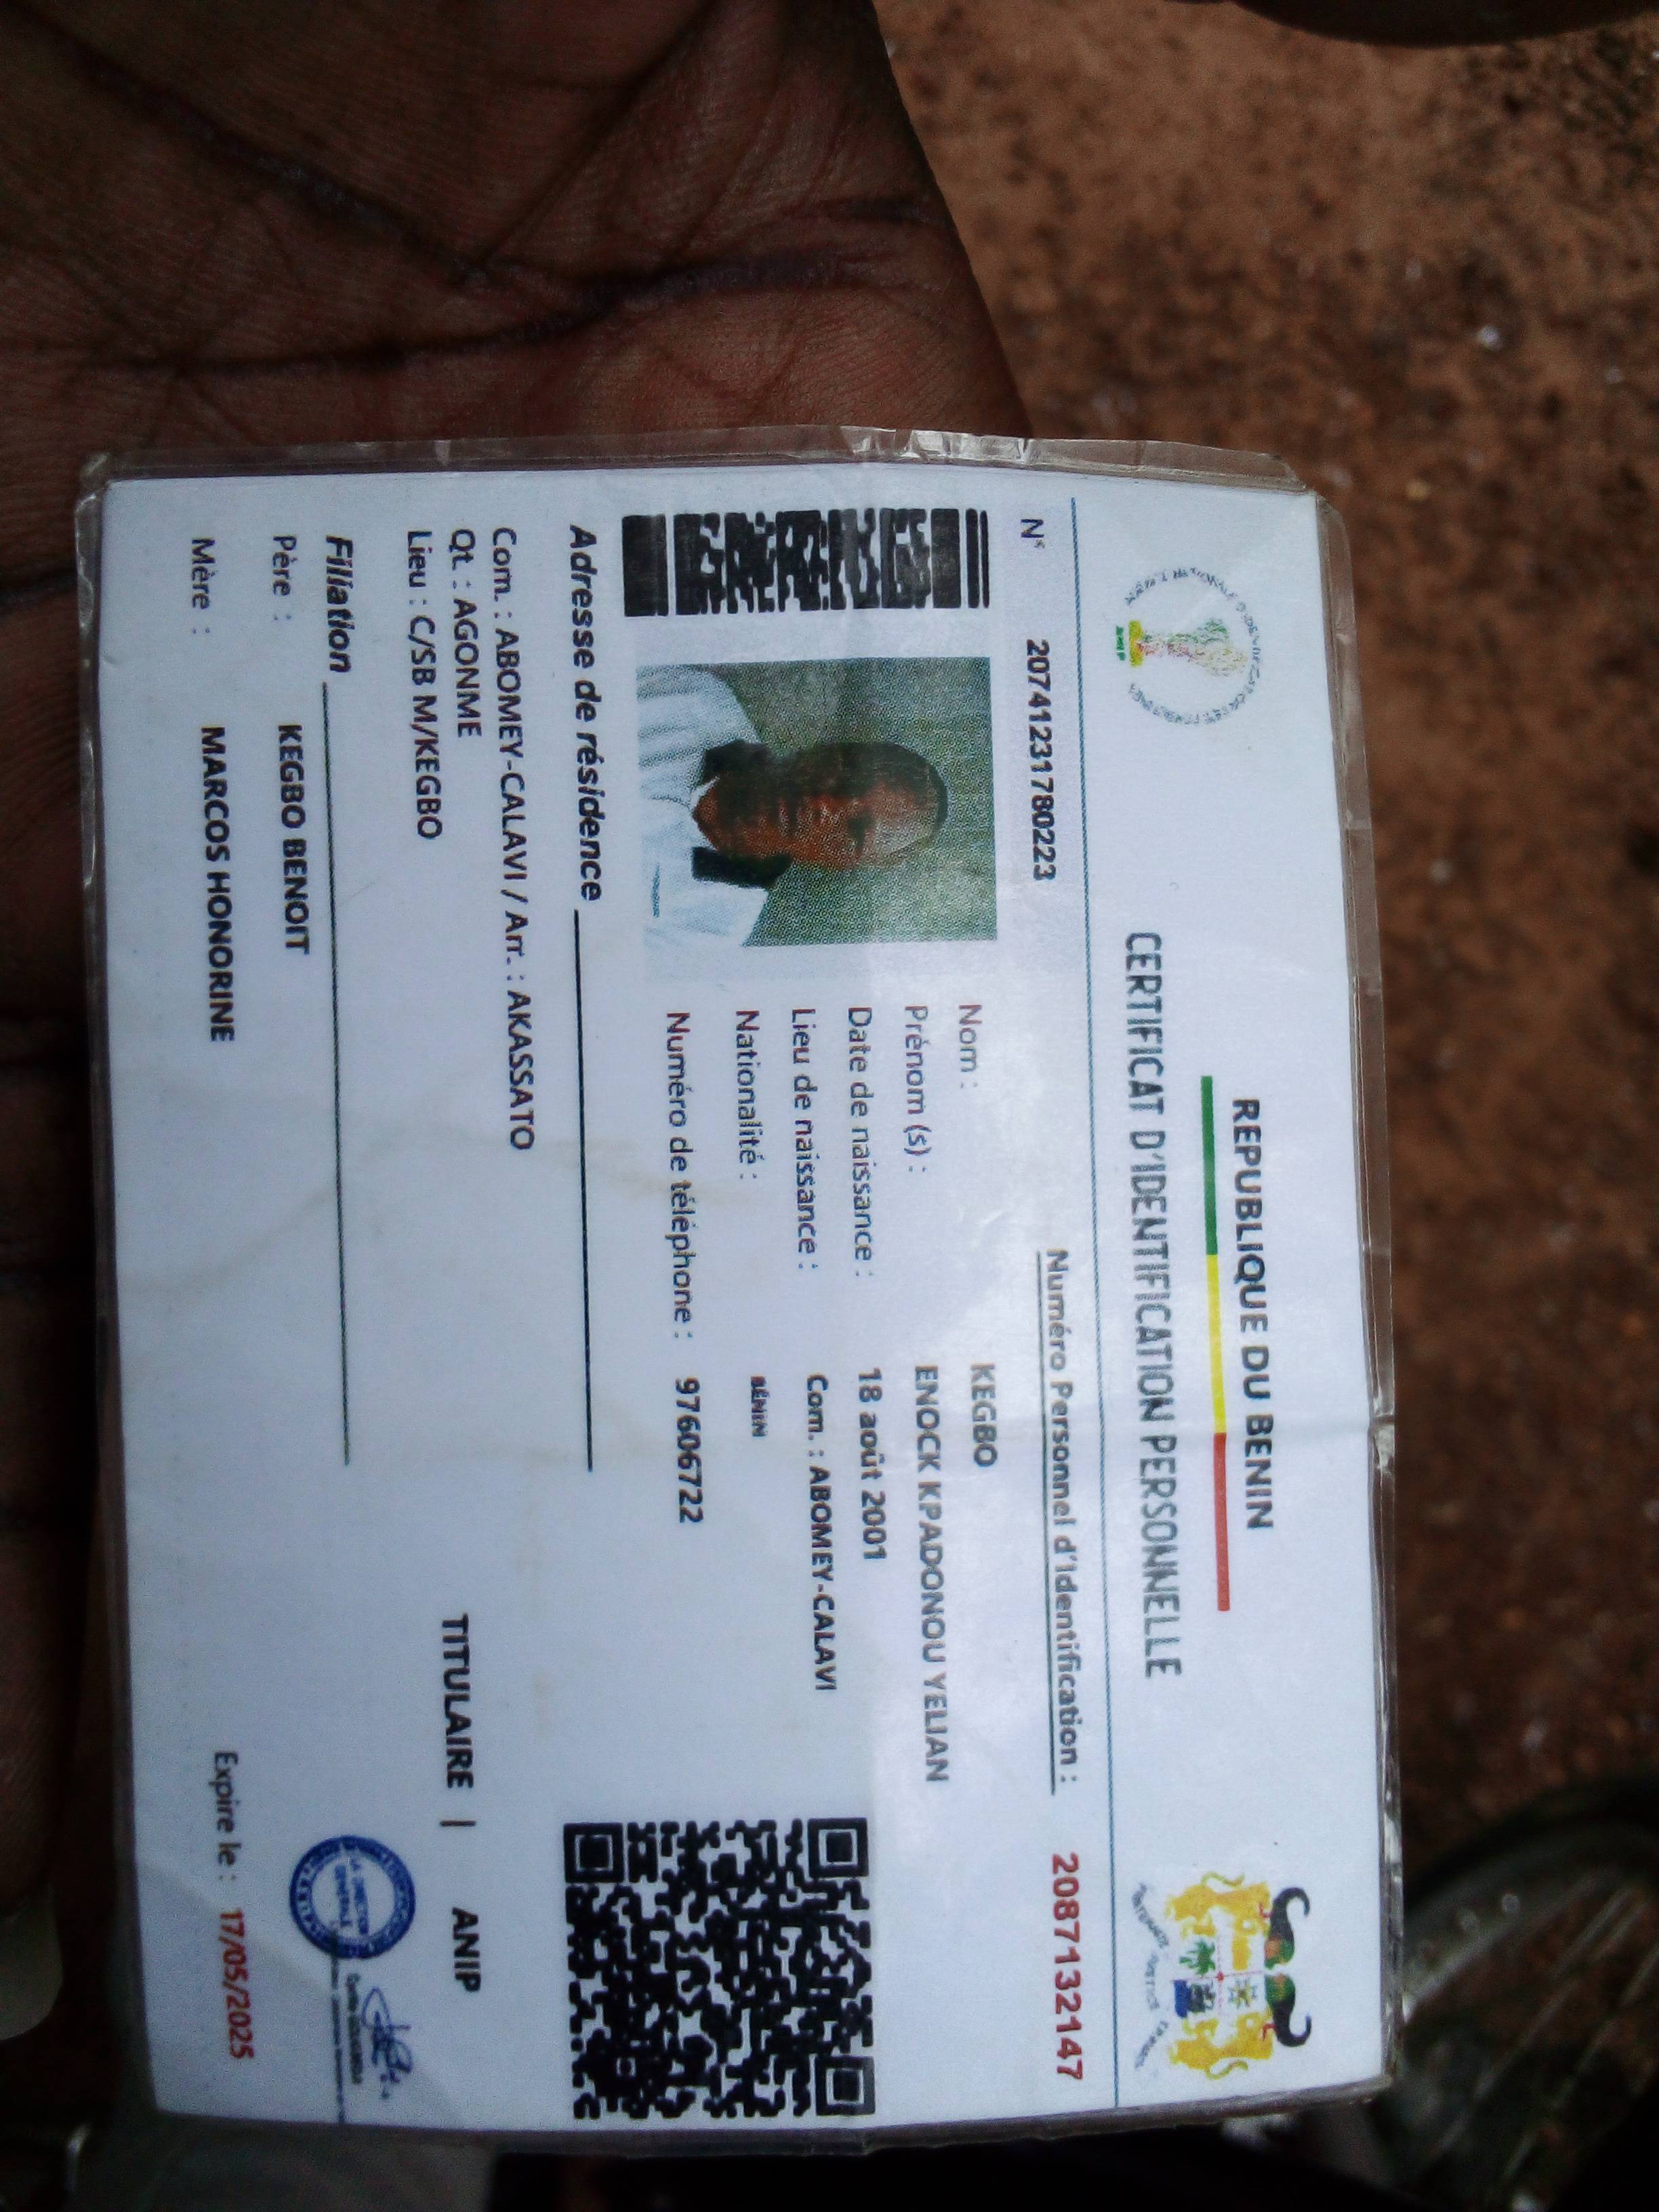 REPUBLIQUE DU BENIN
CERTIFICAT D'IDENTIFICATION PERSONNELLE
N° 20741231780223
Numéro Personnel d'Identification : 2087132147
Nom : KEGBO
Prénom (s) : ENOCK KPADONOU YELIAN
Date de naissance : 18 août 2001
Lieu de naissance : Com. : ABOMEY-CALAVI
Nationalité : BÉNIN
Numéro de téléphone : 97606722
Adresse de résidence
Com. : ABOMEY-CALAVI / Arr. : AKASSATO
Qt. : AGONME
Lieu : C/SB M/KEGBO
TITULAIRE | ANIP
Filiation
Père : KEGBO BENOIT
Mère : MARCOS HONORINE
Expire le : 17/05/2025